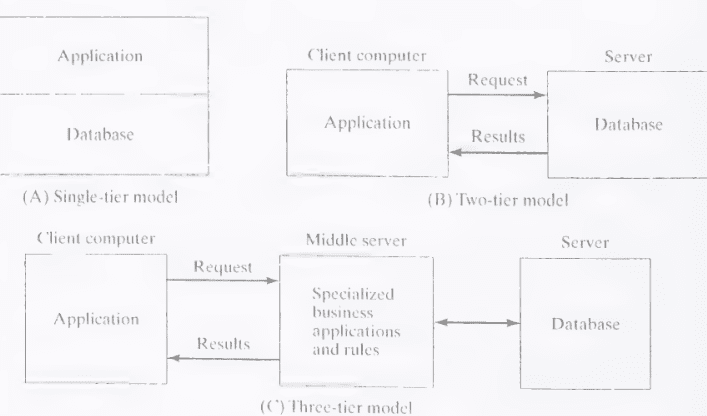 Application
Database
(A) Single-tier model
Client computer
Application
Request
Results
Server
Database
(B) Two-tier model
Client computer
Application
Request
Results
Middle server
Specialized
business
applications
and rules
Server
Database
(C) Three-tier model